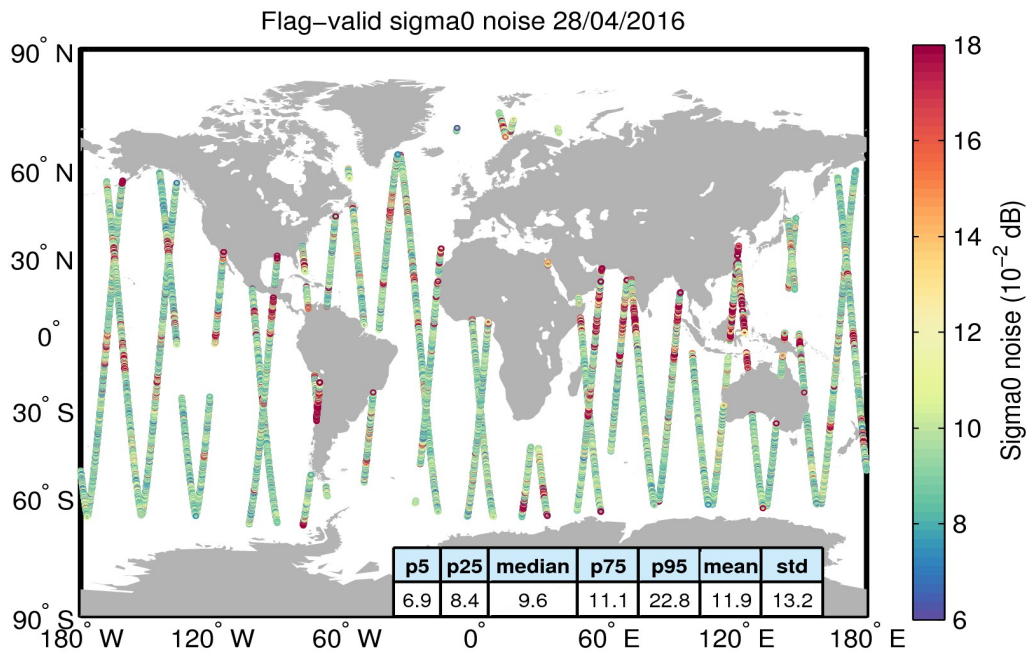 Flag−valid sigma0 noise 28/04/2016
90° N
60° N
30° N
0°
30° S
60° S
90° S
180° W
120° W
60° W
0°
60° E
120° E
180° E
p5 p25 median p75 p95 mean std
6.9 8.4 9.6 11.1 22.8 11.9 13.2
18
16
14
12
10
8
6
Sigma0 noise (10⁻² dB)